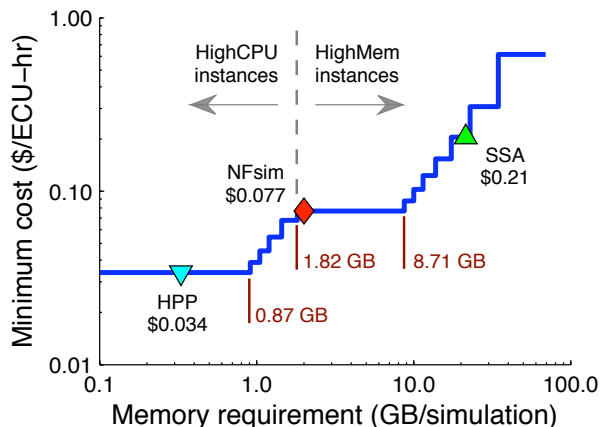 1.00
HighCPU
instances
HighMem
instances
Minimum cost ($/ECU–hr)
NFsim
$0.077
SSA
$0.21
0.10
1.82 GB
8.71 GB
HPP
$0.034
0.87 GB
0.01
0.1
1.0
10.0
100.0
Memory requirement (GB/simulation)